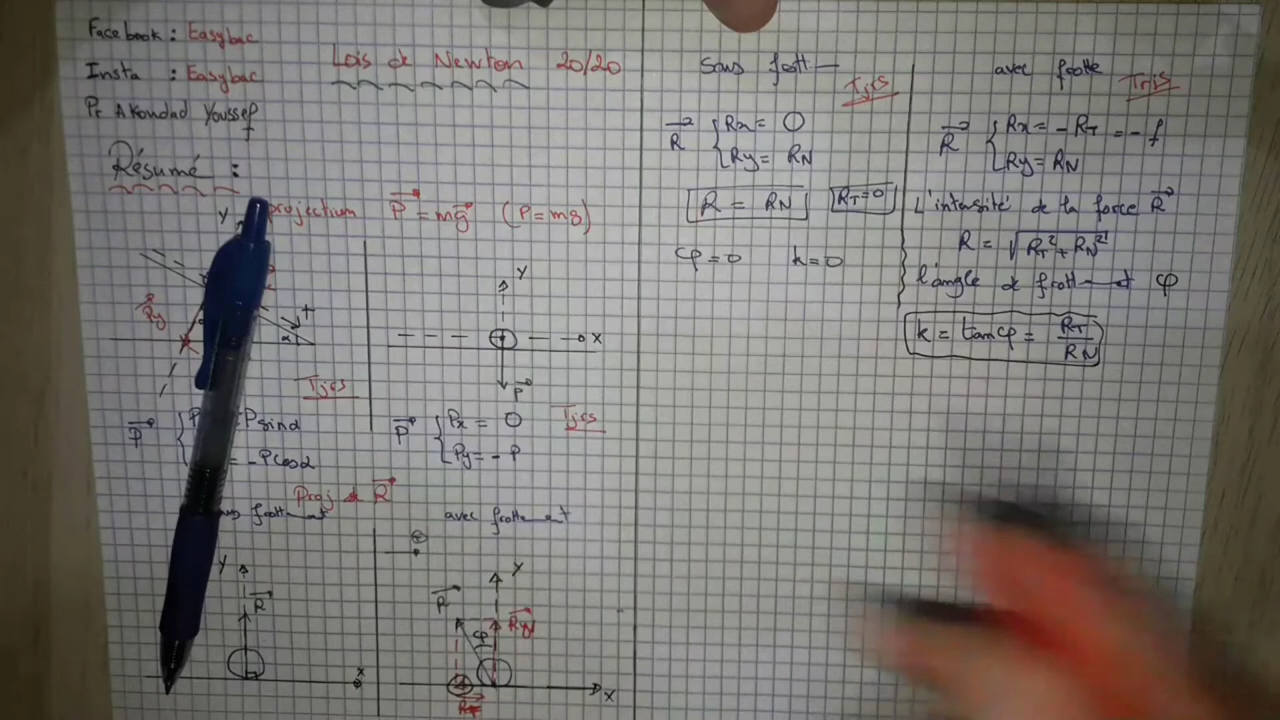 Facebook : Easybac
Insta : Easybac
Pr Akoudad Youssef
Lois de Newton 20/20
Résumé :
projection P = mg (P = mg)
Y
Ry
+
α
Tjrs
P
Psinα
= -Pcosα
Y
X
P
P { Px = 0
Py = - P
Tjrs
Proj de R
frottement
avec frottement
Y
R
X
+
Y
R
RN
φ
RT
X
Sans frott
Tjrs
R { Rx = 0
Ry = RN
R = RN
RT = 0
φ = 0 k = 0
avec frotte
Tjrs
R { Rx = - RT = - f
Ry = RN
L'intensité de la force R
R = √RT² + RN²
l'angle de frottement φ
k = tanφ = RT / RN